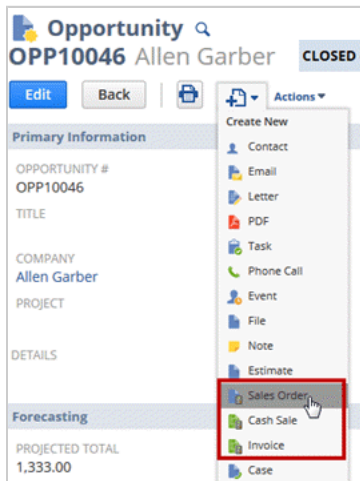 Opportunity
OPP10046 Allen Garber CLOSED
Edit Back Actions
Create New
Contact
Email
Letter
PDF
Task
Phone Call
Event
File
Note
Estimate
Sales Order
Cash Sale
Invoice
Case
Primary Information
OPPORTUNITY #
OPP10046
TITLE
COMPANY
Allen Garber
PROJECT
DETAILS
Forecasting
PROJECTED TOTAL
1,333.00